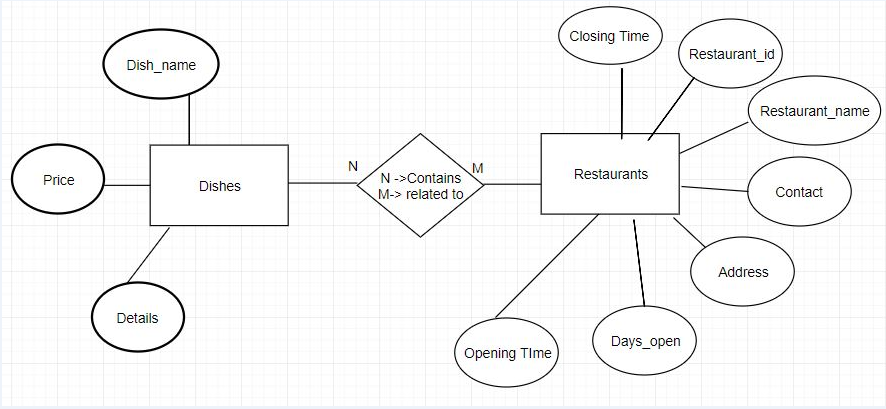 Closing Time
Restaurant_id
Dish_name
Restaurant_name
N
M
N ->Contains
M-> related to
Restaurants
Price
Dishes
Contact
Address
Details
Opening TIme
Days_open